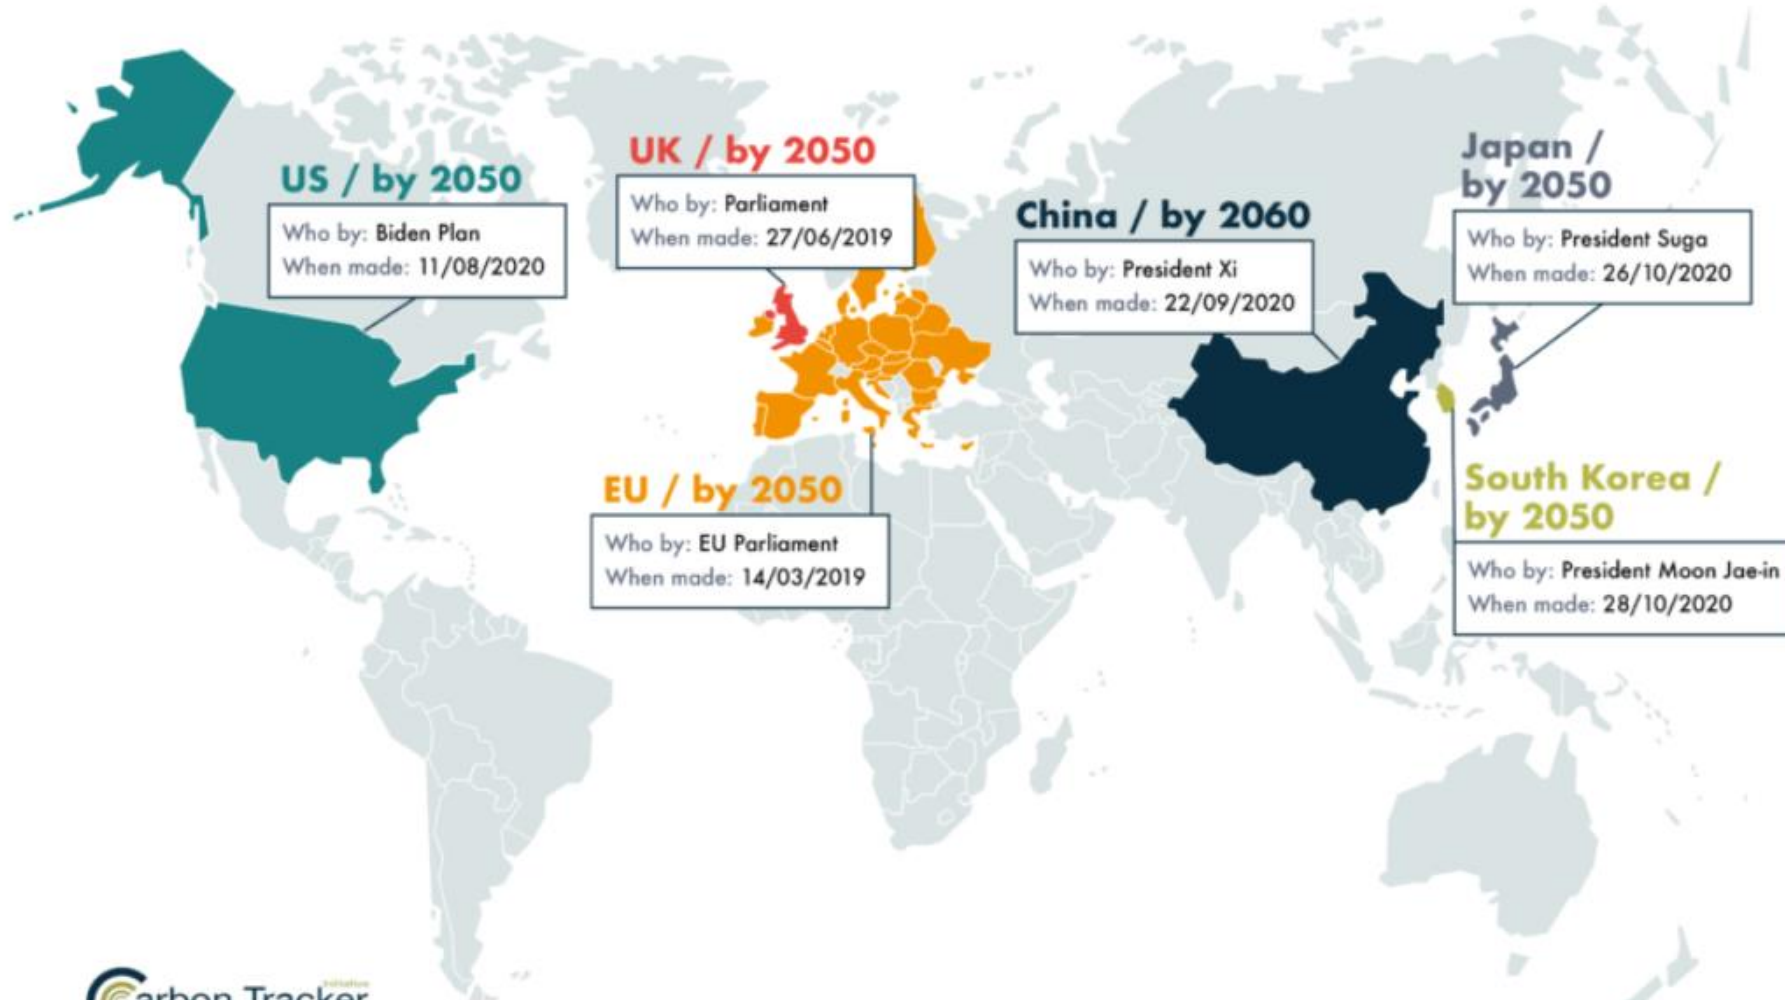 US / by 2050
Who by: Biden Plan
When made: 11/08/2020
UK / by 2050
Who by: Parliament
When made: 27/06/2019
EU / by 2050
Who by: EU Parliament
When made: 14/03/2019
China / by 2060
Who by: President Xi
When made: 22/09/2020
Japan /
by 2050
Who by: President Suga
When made: 26/10/2020
South Korea /
by 2050
Who by: President Moon Jae-in
When made: 28/10/2020
Carbon Tracker
Initiative